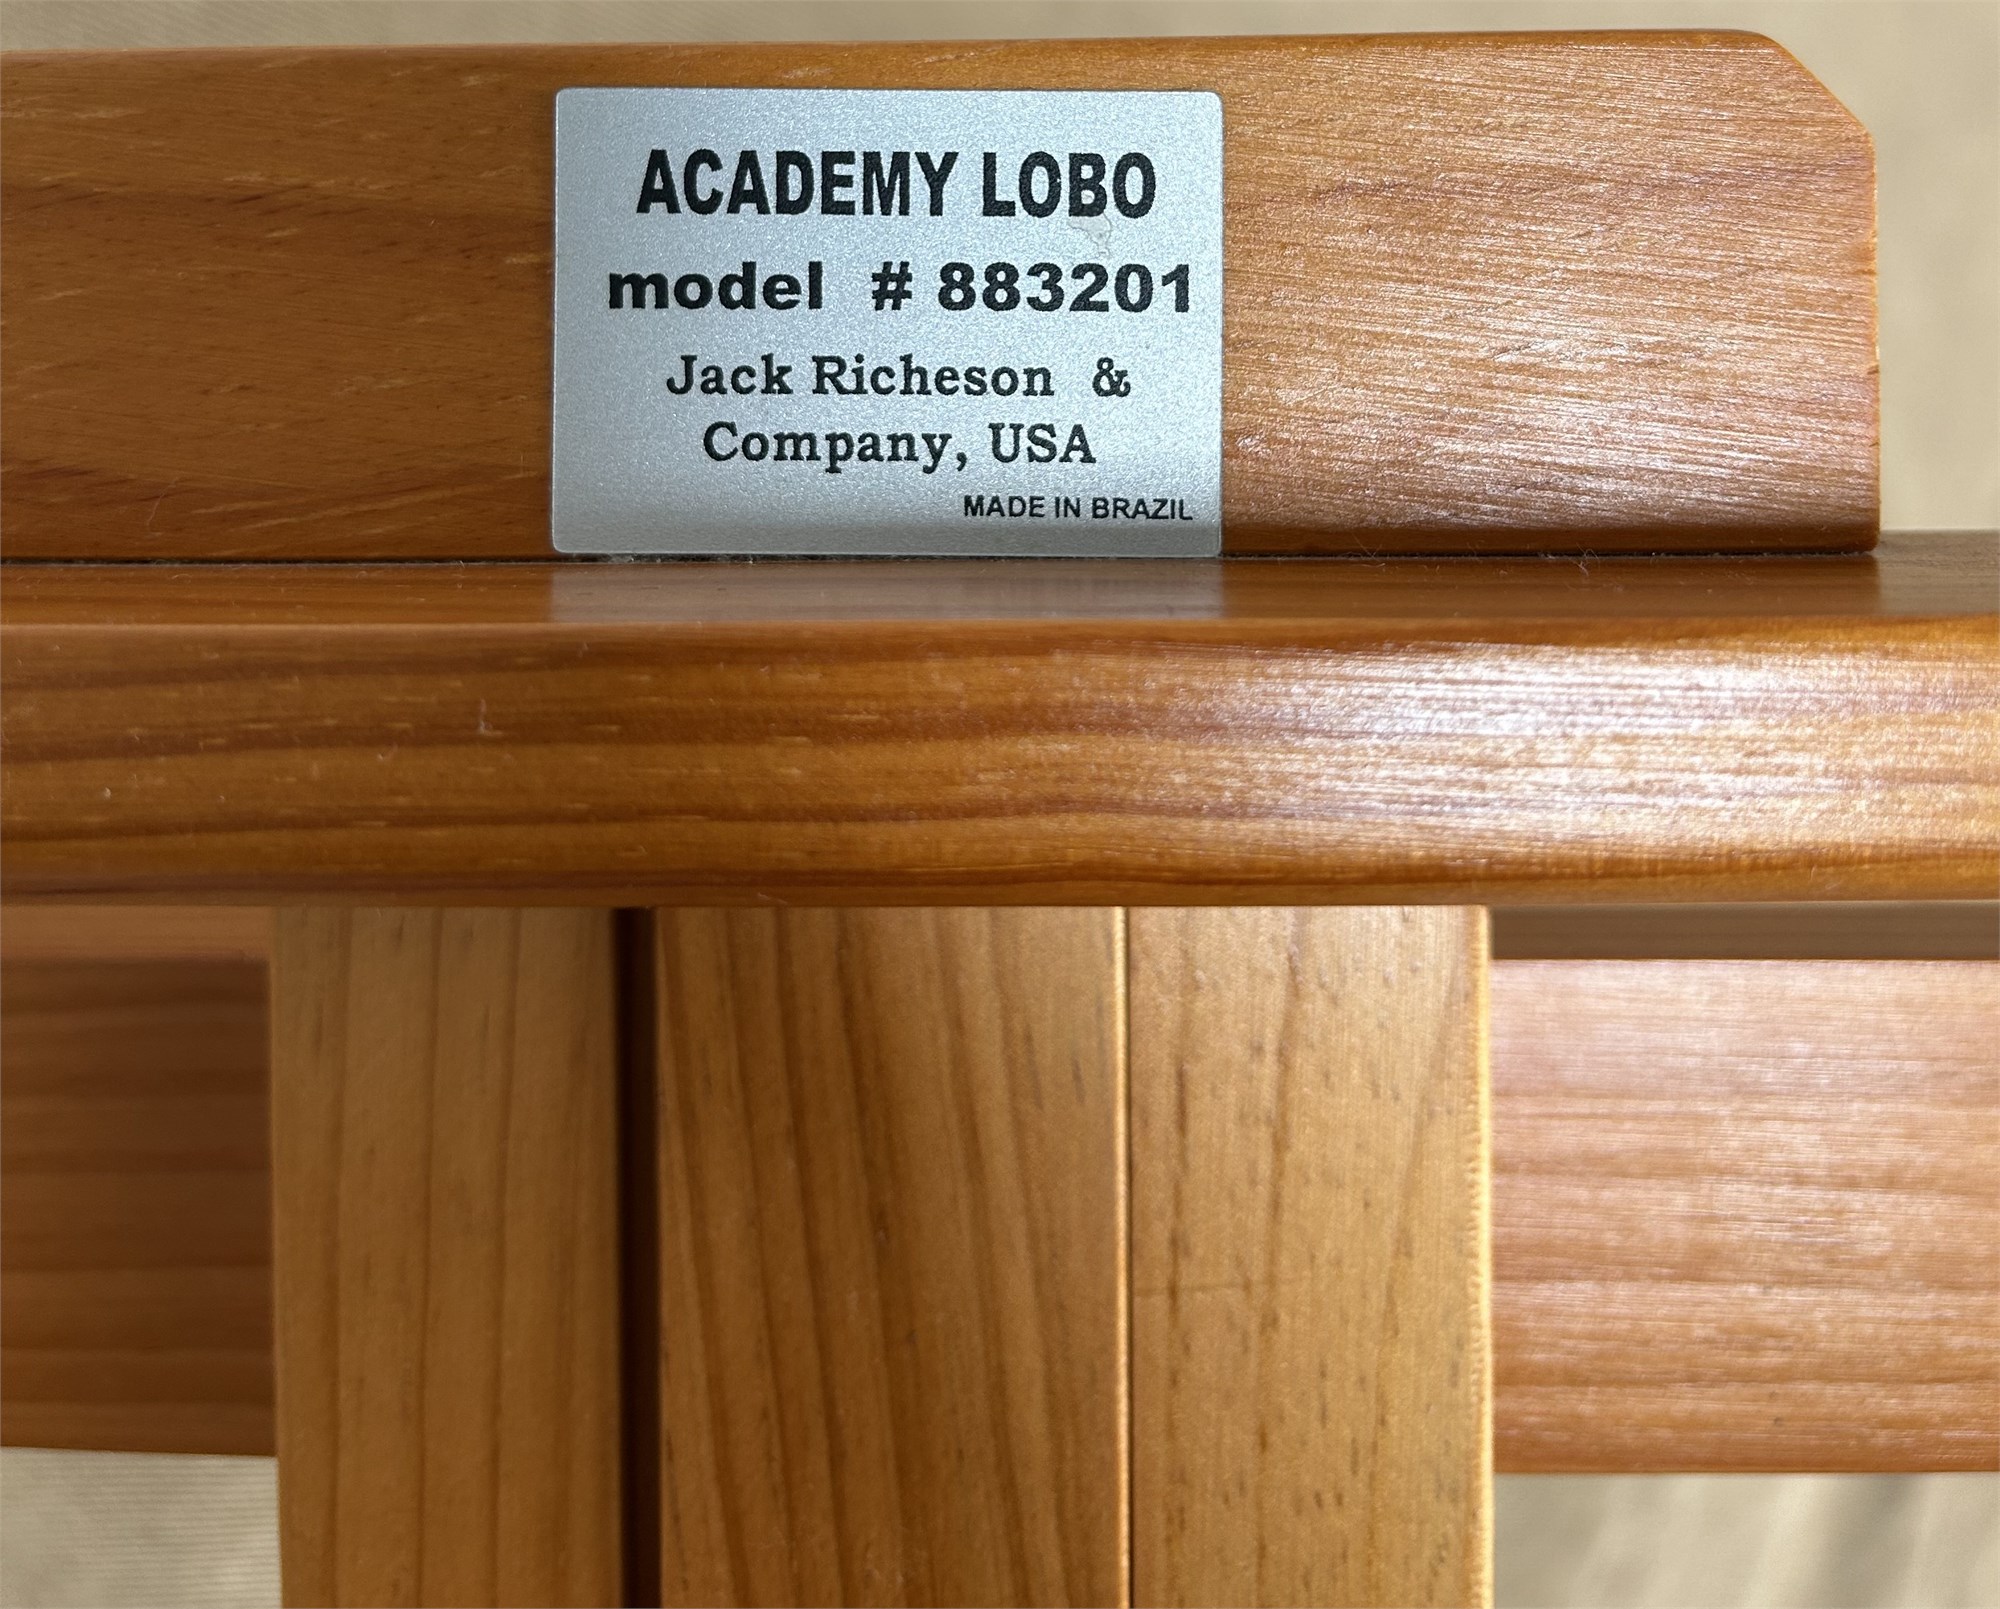 ACADEMY LOBO
model # 883201
Jack Richeson &
Company, USA
MADE IN BRAZIL